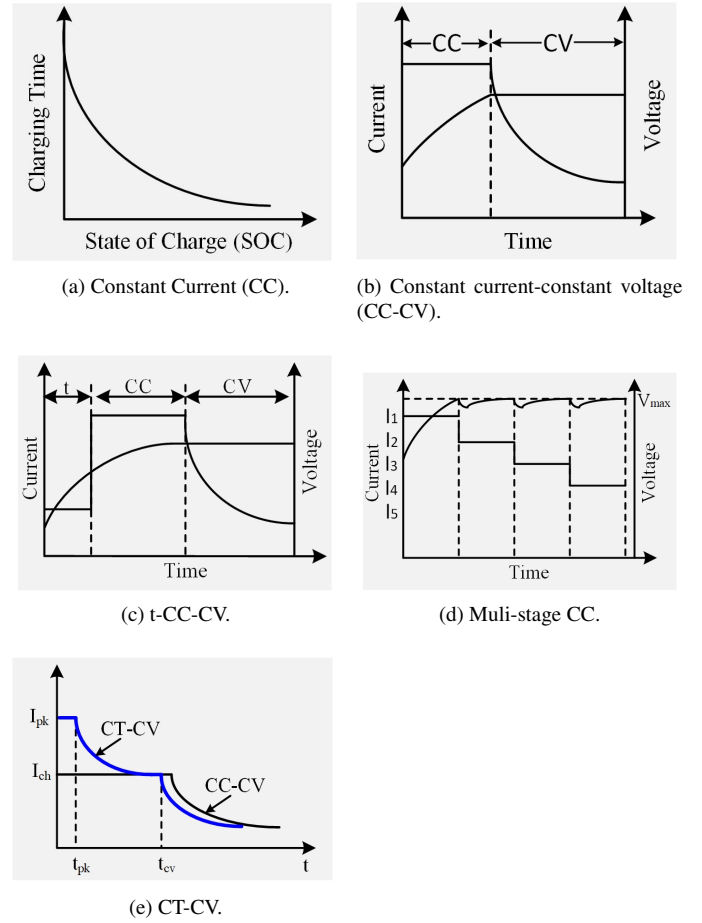 Charging Time
State of Charge (SOC)
(a) Constant Current (CC).
CC
CV
Current
Voltage
Time
(b) Constant current-constant voltage
(CC-CV).
t
CC
CV
Current
Voltage
Time
(c) t-CC-CV.
Vmax
I1
I2
I3
I4
I5
Current
Voltage
Time
(d) Muli-stage CC.
Ipk
CT-CV
Ich
CC-CV
tpk
tcv
t
(e) CT-CV.